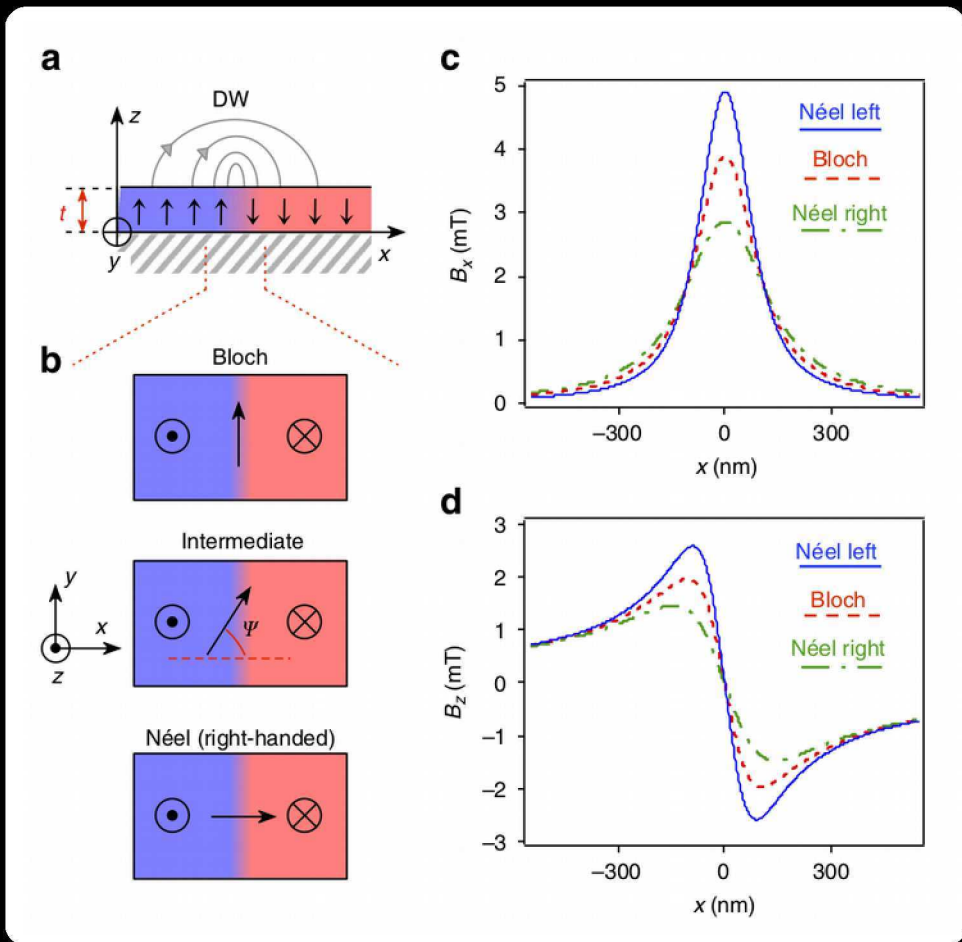 a
DW
z
t
y
x
b
Bloch
Intermediate
y
x
z
Ψ
Néel (right-handed)
c
5
4
3
2
1
0
Bx (mT)
Néel left
Bloch
Néel right
–300 0 300
x (nm)
d
3
2
1
0
–1
–2
–3
Bz (mT)
Néel left
Bloch
Néel right
–300 0 300
x (nm)